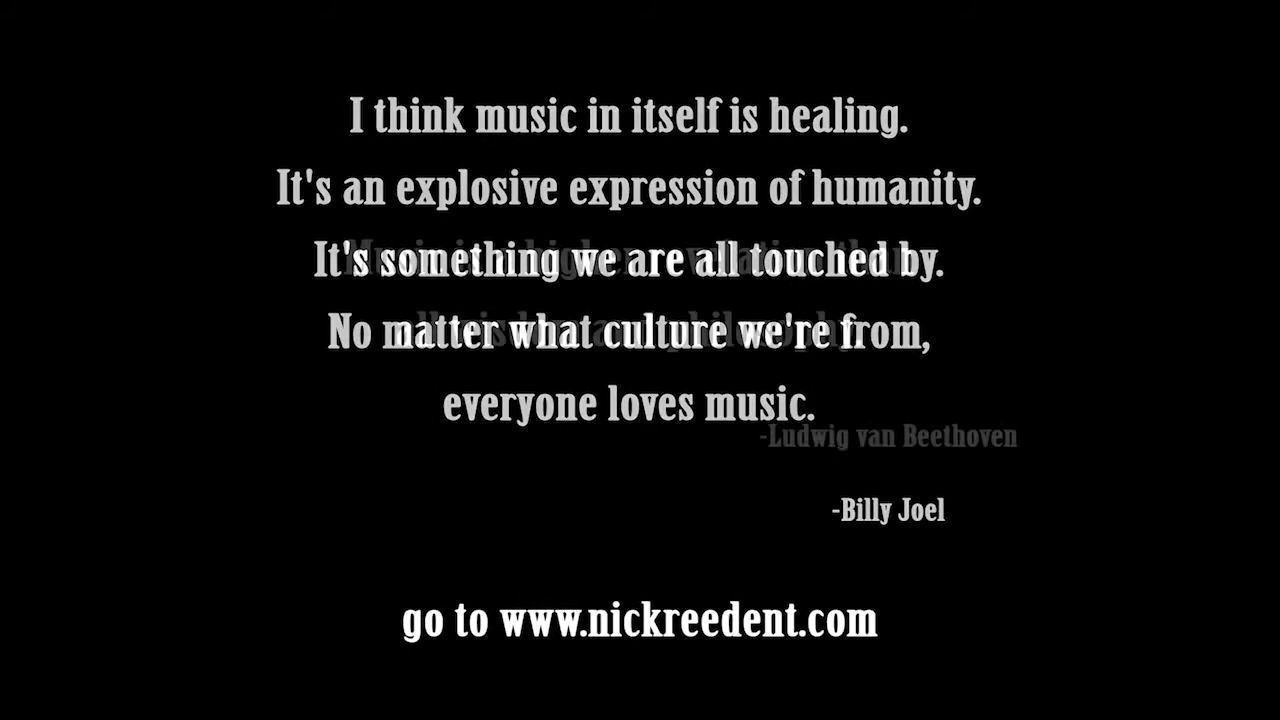 I think music in itself is healing.
It's an explosive expression of humanity.
It's something we are all touched by.
No matter what culture we're from,
everyone loves music.
-Ludwig van Beethoven
-Billy Joel
go to www.nickreedent.com